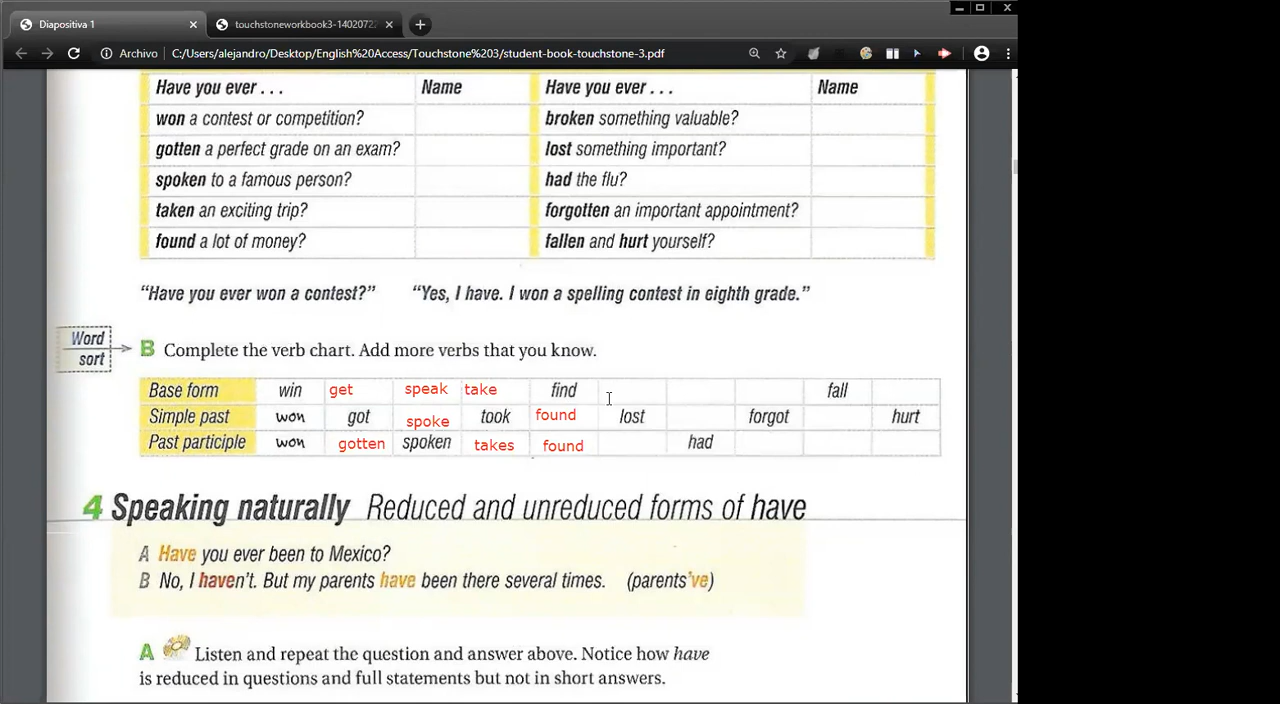 Diapositiva 1
touchstoneworkbook3-1402072
Archivo C:/Users/alejandro/Desktop/English%20Access/Touchstone%203/student-book-touchstone-3.pdf
Have you ever . . . Name Have you ever . . . Name
won a contest or competition? broken something valuable?
gotten a perfect grade on an exam? lost something important?
spoken to a famous person? had the flu?
taken an exciting trip? forgotten an important appointment?
found a lot of money? fallen and hurt yourself?
“Have you ever won a contest?” “Yes, I have. I won a spelling contest in eighth grade.”
Word
sort
B Complete the verb chart. Add more verbs that you know.
Base form win get speak take find fall
Simple past won got spoke took found lost forgot hurt
Past participle won gotten spoken takes found had
4 Speaking naturally Reduced and unreduced forms of have
A Have you ever been to Mexico?
B No, I haven't. But my parents have been there several times. (parents've)
A Listen and repeat the question and answer above. Notice how have
is reduced in questions and full statements but not in short answers.